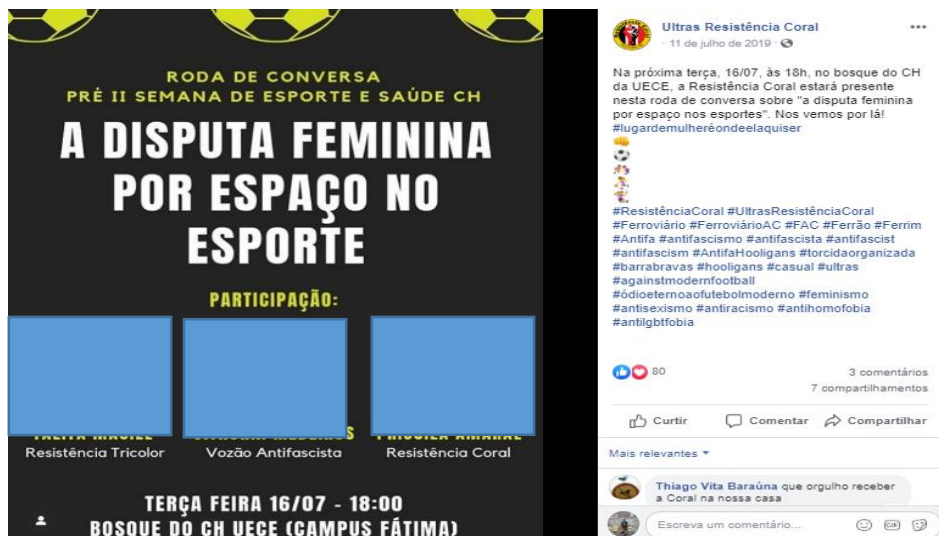 RODA DE CONVERSA
PRÉ II SEMANA DE ESPORTE E SAÚDE CH
A DISPUTA FEMININA
POR ESPAÇO NO
ESPORTE
PARTICIPAÇÃO:
Resistência Tricolor
Vozão Antifascista
Resistência Coral
TERÇA FEIRA 16/07 - 18:00
BOSQUE DO CH UECE (CAMPUS FÁTIMA)
Ultras Resistência Coral
· 11 de julho de 2019 ·
Na próxima terça, 16/07, às 18h, no bosque do CH
da UECE, a Resistência Coral estará presente
nesta roda de conversa sobre "a disputa feminina
por espaço nos esportes". Nos vemos por lá!
#lugardemulheréondeelaquiser
#ResistênciaCoral #UltrasResistênciaCoral
#Ferroviário #FerroviárioAC #FAC #Ferrão #Ferrim
#Antifa #antifascismo #antifascista #antifascist
#antifascism #AntifaHooligans #torcidaorganizada
#barrabravas #hooligans #casual #ultras
#againstmodernfootball
#ódioeternoaofutebolmoderno #feminismo
#antisexismo #antiracismo #antihomofobia
#antilgbtfobia
80
3 comentários
7 compartilhamentos
Curtir
Comentar
Compartilhar
Mais relevantes
Thiago Vita Baraúna que orgulho receber
a Coral na nossa casa
Escreva um comentário...
GIF